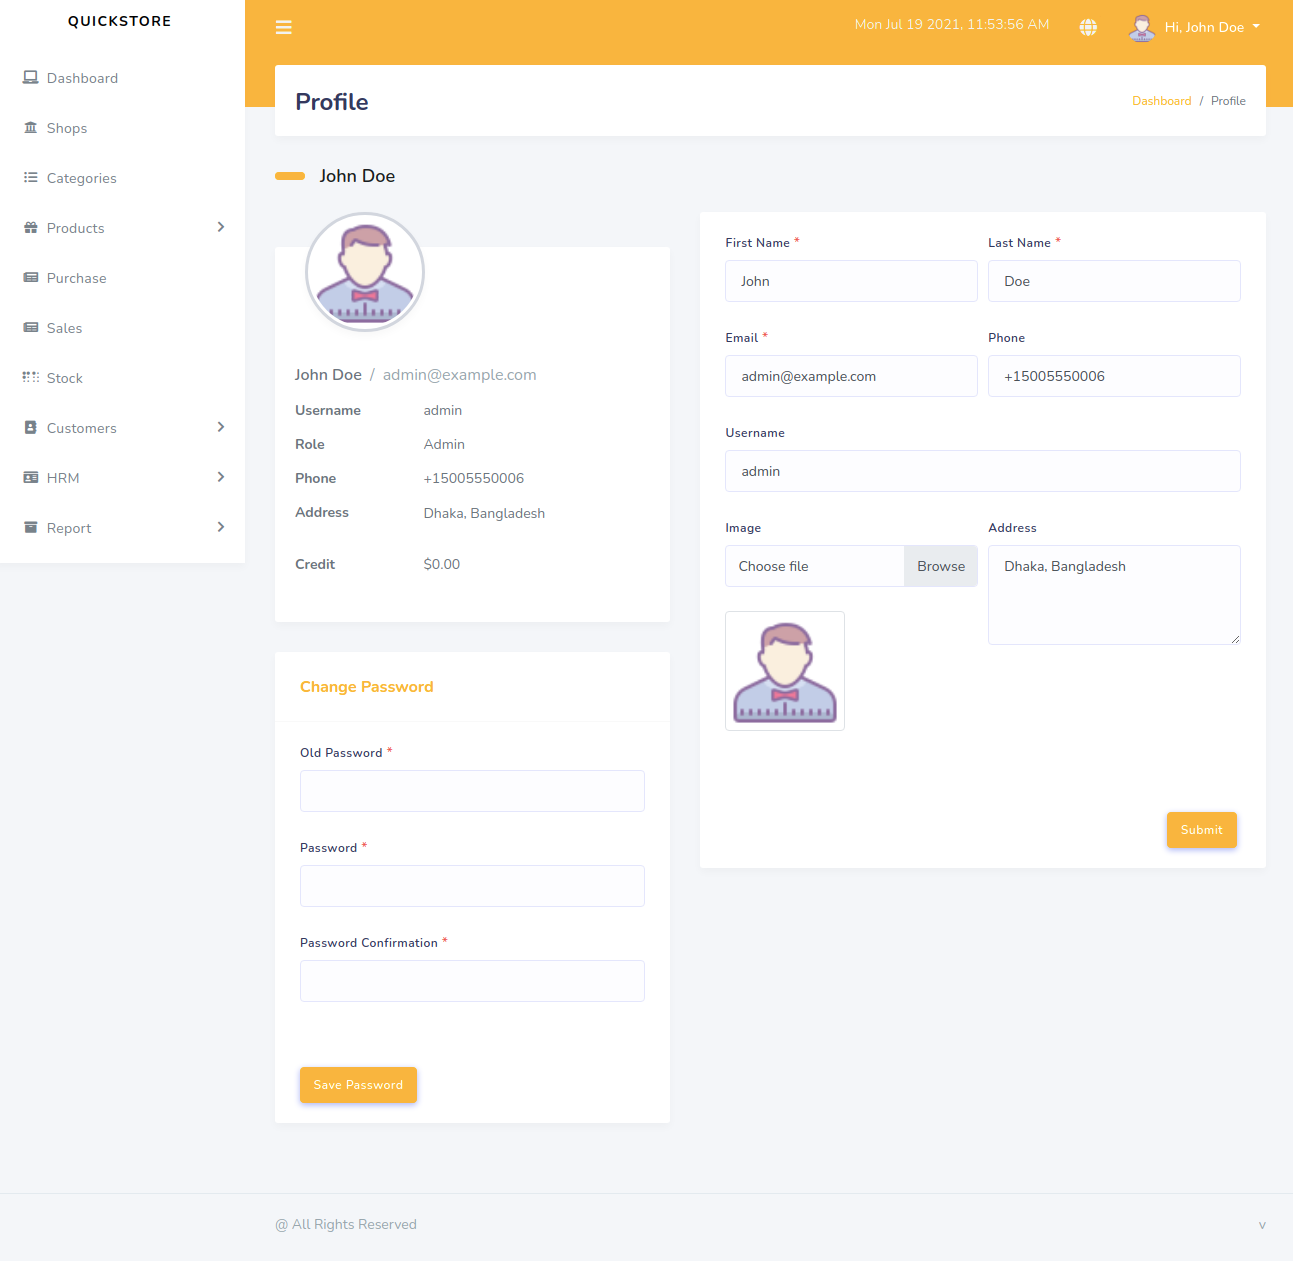 QUICKSTORE
Mon Jul 19 2021, 11:53:56 AM
Hi, John Doe
Dashboard
Shops
Categories
Products
Purchase
Sales
Stock
Customers
HRM
Report
Profile
Dashboard / Profile
John Doe
John Doe / admin@example.com
Username admin
Role Admin
Phone +15005550006
Address Dhaka, Bangladesh
Credit $0.00
Change Password
Old Password *
Password *
Password Confirmation *
Save Password
First Name * Last Name *
John Doe
Email * Phone
admin@example.com +15005550006
Username
admin
Image Address
Choose file Browse Dhaka, Bangladesh
Submit
@ All Rights Reserved v